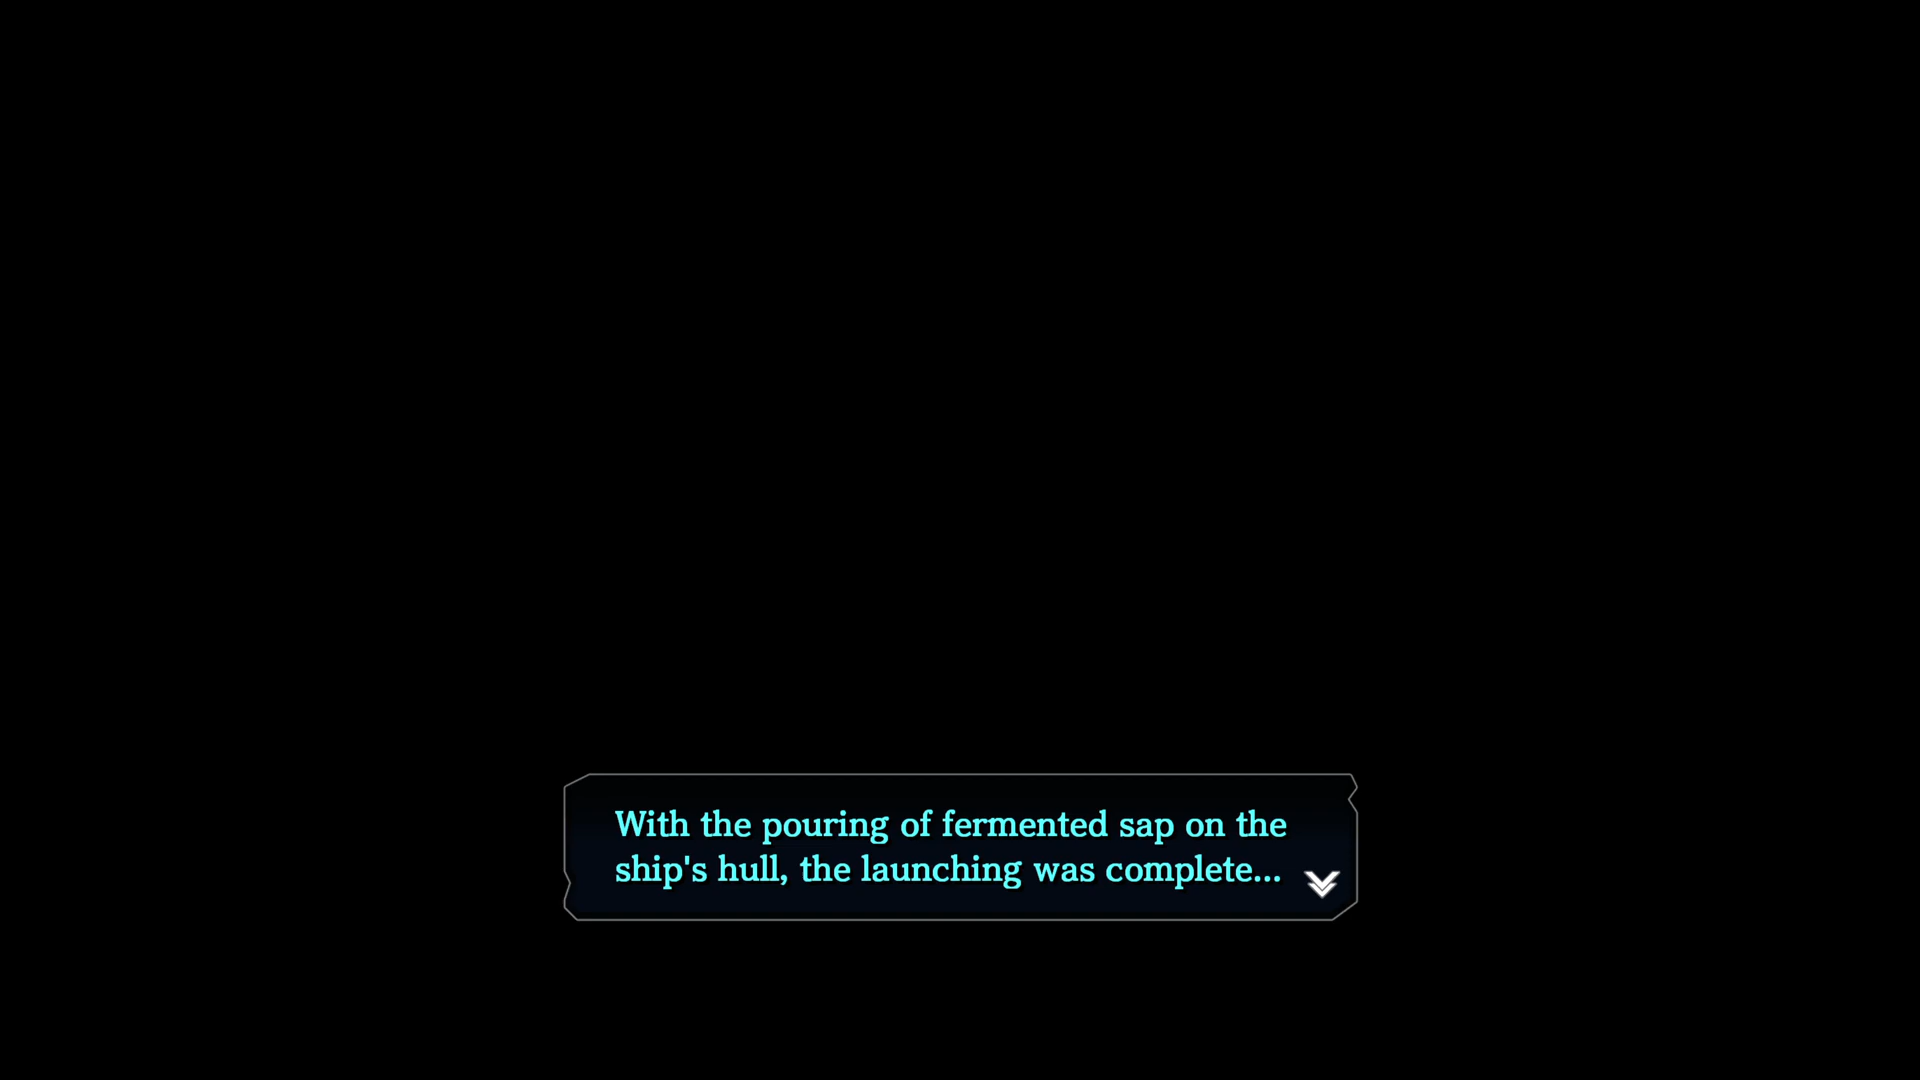 With the pouring of fermented sap on the
ship's hull, the launching was complete...